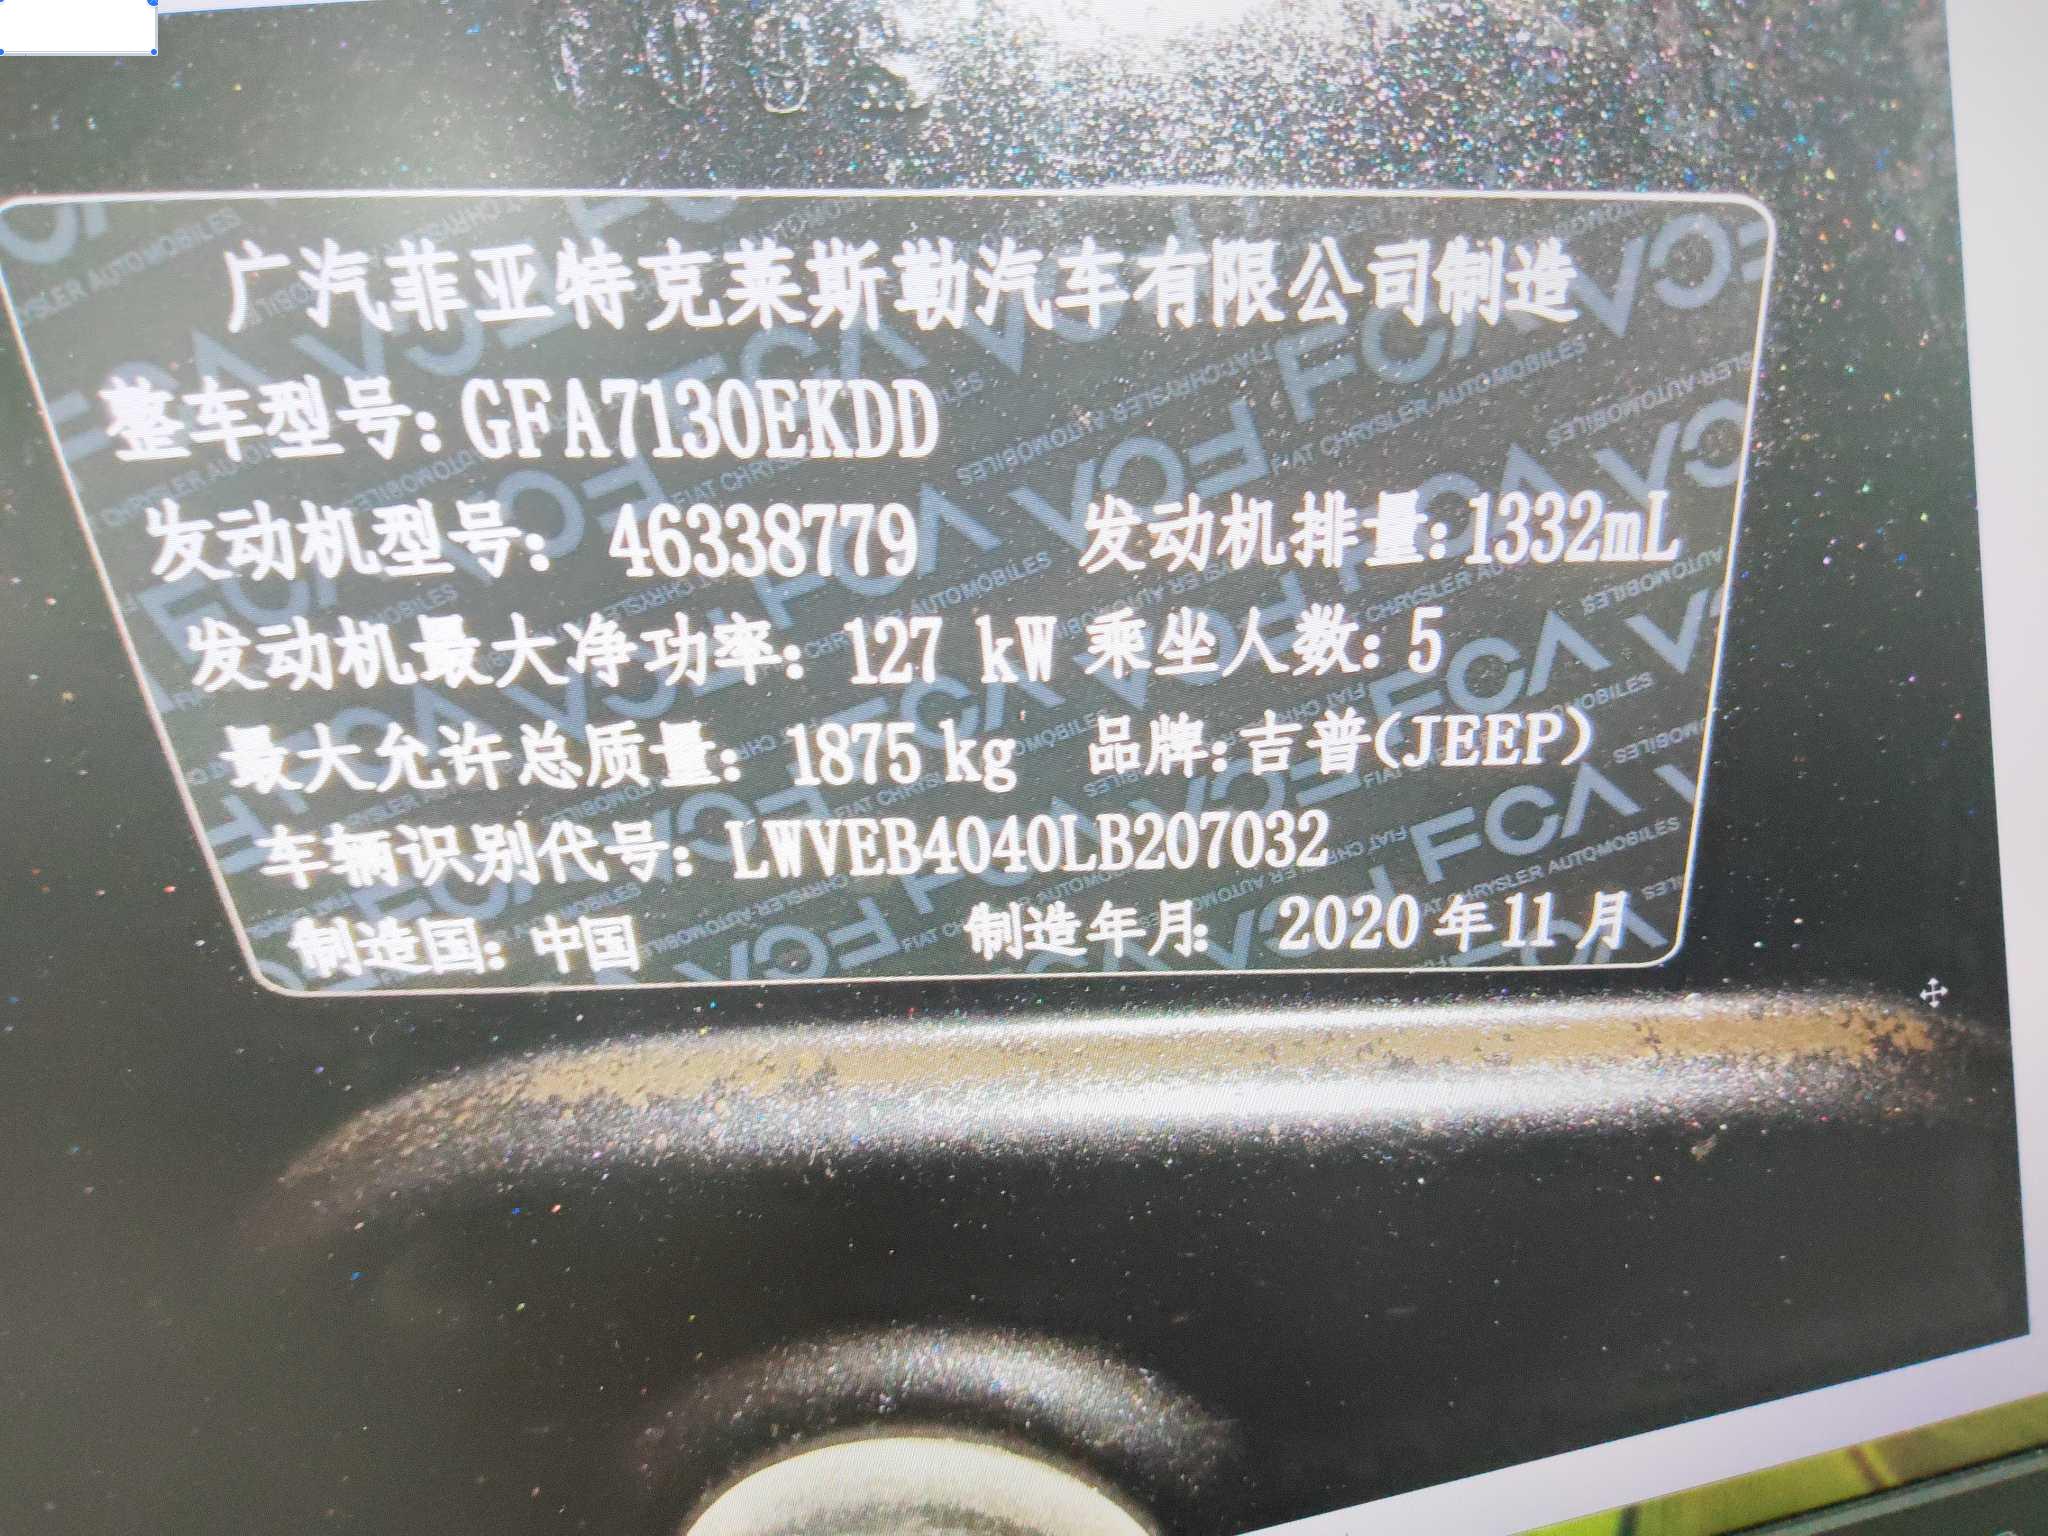 广汽菲亚特克莱斯勒汽车有限公司制造
整车型号: GFA7130EKDD
发动机型号: 46338779 发动机排量: 1332mL
发动机最大净功率: 127 kW 乘坐人数: 5
最大允许总质量: 1875 kg 品牌: 吉普(JEEP)
车辆识别代号: LWVEB4040LB207032
制造国: 中国 制造年月: 2020 年 11 月